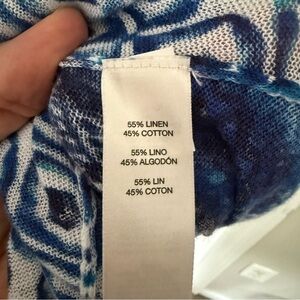 55% LINEN
45% COTTON
55% LINO
45% ALGODÓN
55% LIN
45% COTON